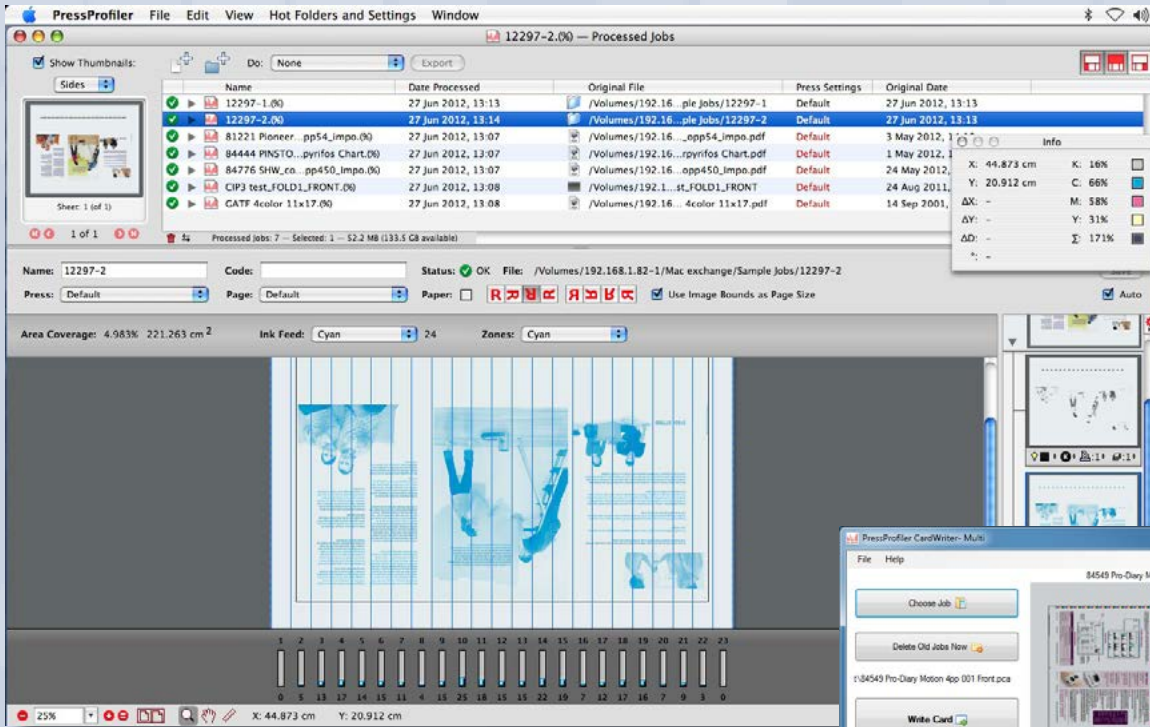 PressProfiler File Edit View Hot Folders and Settings Window
12297-2.(%) — Processed Jobs
Show Thumbnails: Do: None Export
Sides
Name Date Processed Original File Press Settings Original Date
12297-1.(%) 27 Jun 2012, 13:13 /Volumes/192.16...ple Jobs/12297-1 Default 27 Jun 2012, 13:13
12297-2.(%) 27 Jun 2012, 13:14 /Volumes/192.16...ple Jobs/12297-2 Default 27 Jun 2012, 13:13
81221 Pioneer...pp54_impo.(%) 27 Jun 2012, 13:07 /Volumes/192.16..._opp54_impo.pdf Default 3 May 2012,
84444 PINSTO...pyrifos Chart.(%) 27 Jun 2012, 13:07 /Volumes/192.16...rpyrifos Chart.pdf Default 1 May 2012,
84776 SHW_co...pp450_Impo.(%) 27 Jun 2012, 13:07 /Volumes/192.16...opp450_Impo.pdf Default 24 May 2012,
CIP3 test_FOLD1_FRONT.(%) 27 Jun 2012, 13:08 /Volumes/192.1...st_FOLD1_FRONT Default 24 Aug 2011,
GATF 4color 11x17.(%) 27 Jun 2012, 13:08 /Volumes/192.16... 4color 11x17.pdf Default 14 Sep 2001,
Sheet: 1 (of 1)
1 of 1
Processed Jobs: 7 — Selected: 1 — 52.2 MB (133.5 GB available)
Info
X: 44.873 cm K: 16%
Y: 20.912 cm C: 66%
ΔX: - M: 58%
ΔY: - Y: 31%
ΔD: - Σ: 171%
°: -
Name: 12297-2 Code: Status: OK File: /Volumes/192.168.1.82-1/Mac exchange/Sample Jobs/12297-2
Press: Default Page: Default Paper: R R R R R R R R Use Image Bounds as Page Size Auto
Area Coverage: 4.983% 221.263 cm2 Ink Feed: Cyan 24 Zones: Cyan
1 2 3 4 5 6 7 8 9 10 11 12 13 14 15 16 17 18 19 20 21 22 23
0 5 13 17 14 15 11 4 15 25 18 15 15 22 19 17 12 17 16 7 9 3 0
25% X: 44.873 cm Y: 20.912 cm
PressProfiler CardWriter- Multi
File Help
84549 Pro-Diary M
Choose Job
Delete Old Jobs Now
t:\84549 Pro-Diary Motion 4pp 001 Front.pca
Write Card